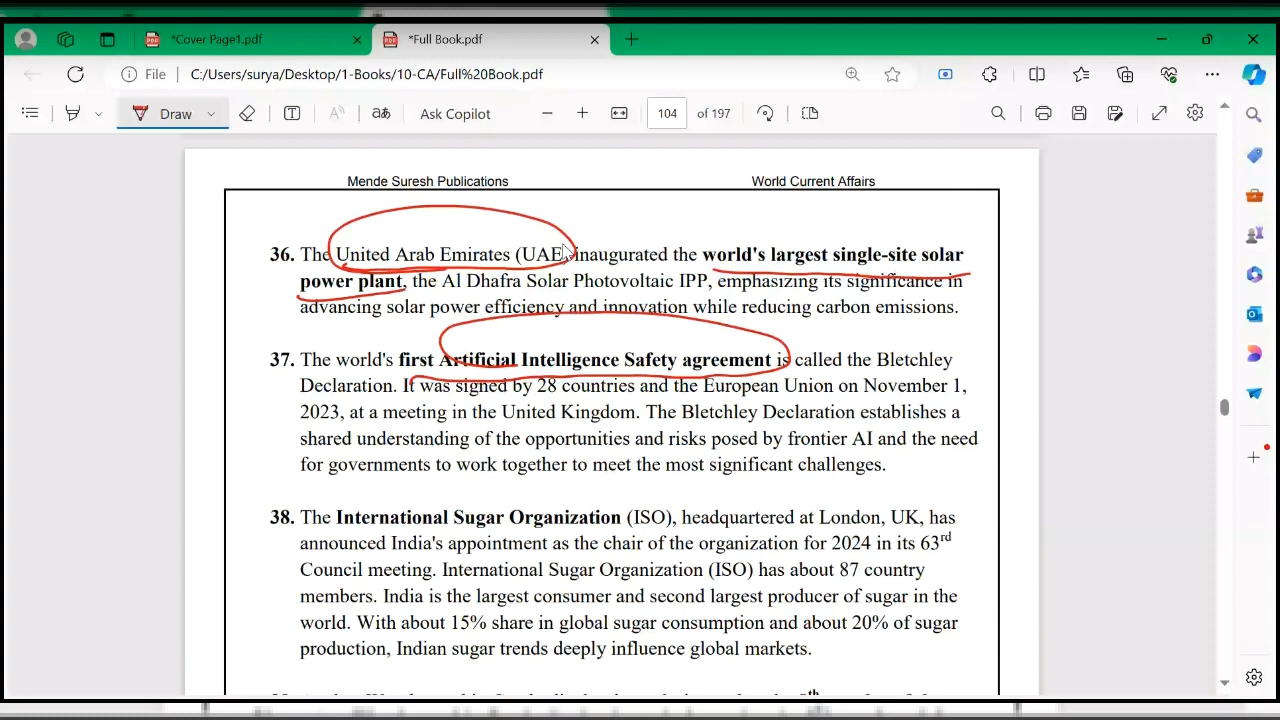 *Cover Page1.pdf
*Full Book.pdf
File C:/Users/surya/Desktop/1-Books/10-CA/Full%20Book.pdf
Draw
Ask Copilot
104 of 197
Mende Suresh Publications World Current Affairs
36. The United Arab Emirates (UAE) inaugurated the world's largest single-site solar
power plant, the Al Dhafra Solar Photovoltaic IPP, emphasizing its significance in
advancing solar power efficiency and innovation while reducing carbon emissions.
37. The world's first Artificial Intelligence Safety agreement is called the Bletchley
Declaration. It was signed by 28 countries and the European Union on November 1,
2023, at a meeting in the United Kingdom. The Bletchley Declaration establishes a
shared understanding of the opportunities and risks posed by frontier AI and the need
for governments to work together to meet the most significant challenges.
38. The International Sugar Organization (ISO), headquartered at London, UK, has
announced India's appointment as the chair of the organization for 2024 in its 63rd
Council meeting. International Sugar Organization (ISO) has about 87 country
members. India is the largest consumer and second largest producer of sugar in the
world. With about 15% share in global sugar consumption and about 20% of sugar
production, Indian sugar trends deeply influence global markets.